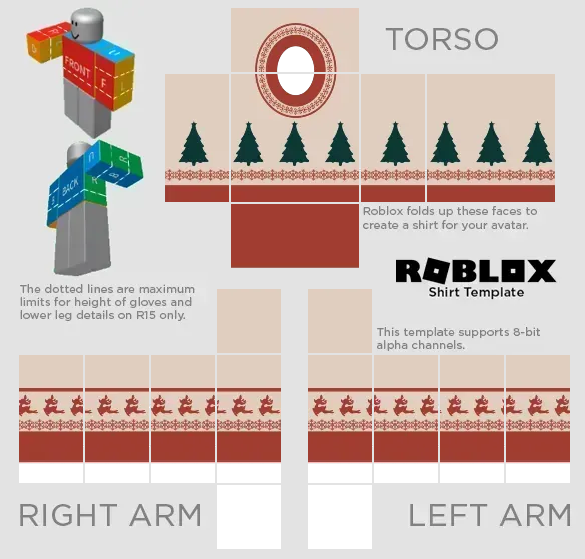 TORSO
FRONT
F
L
R
BACK
R
Roblox folds up these faces to
create a shirt for your avatar.
ROBLOX
Shirt Template
The dotted lines are maximum
limits for height of gloves and
lower leg details on R15 only.
This template supports 8-bit
alpha channels.
RIGHT ARM
LEFT ARM